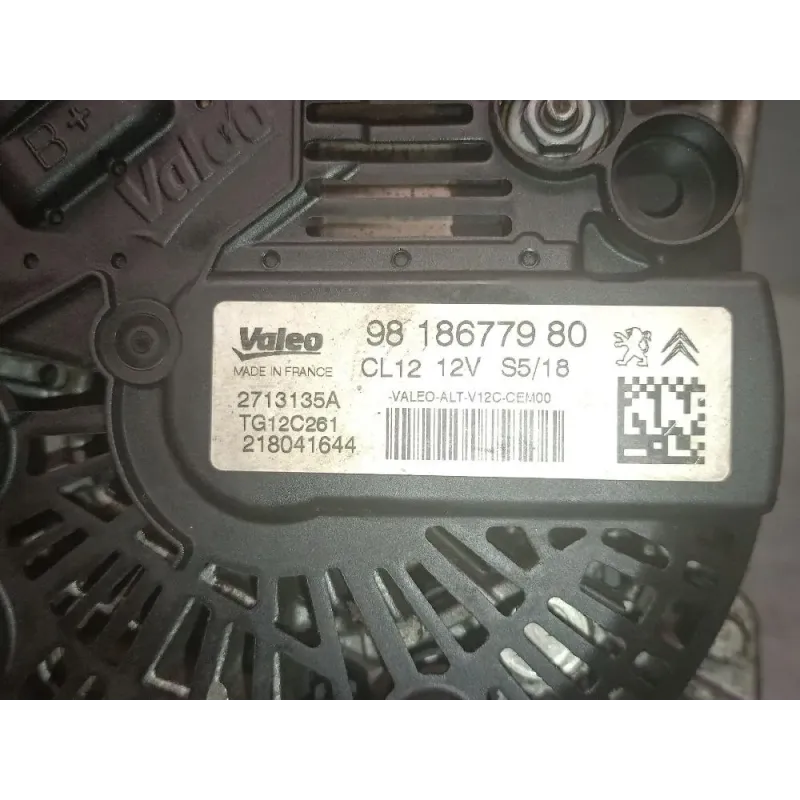 B+
Valeo
Valeo
MADE IN FRANCE
98 186779 80
CL12 12V S5/18
2713135A
TG12C261
218041644
-VALEO-ALT-V12C-CEM00